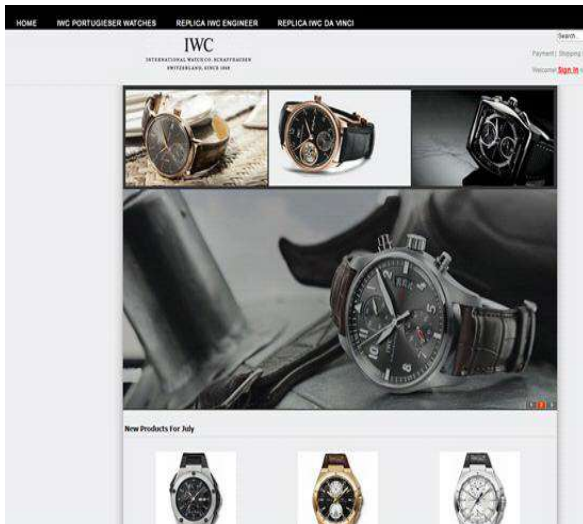 HOME IWC PORTUGIESER WATCHES REPLICA IWC ENGINEER REPLICA IWC DA VINCI
Search...
IWC
INTERNATIONAL WATCH CO. SCHAFFHAUSEN
SWITZERLAND, SINCE 1868
Payment | Shipping
Welcome! Sign in
New Products For July